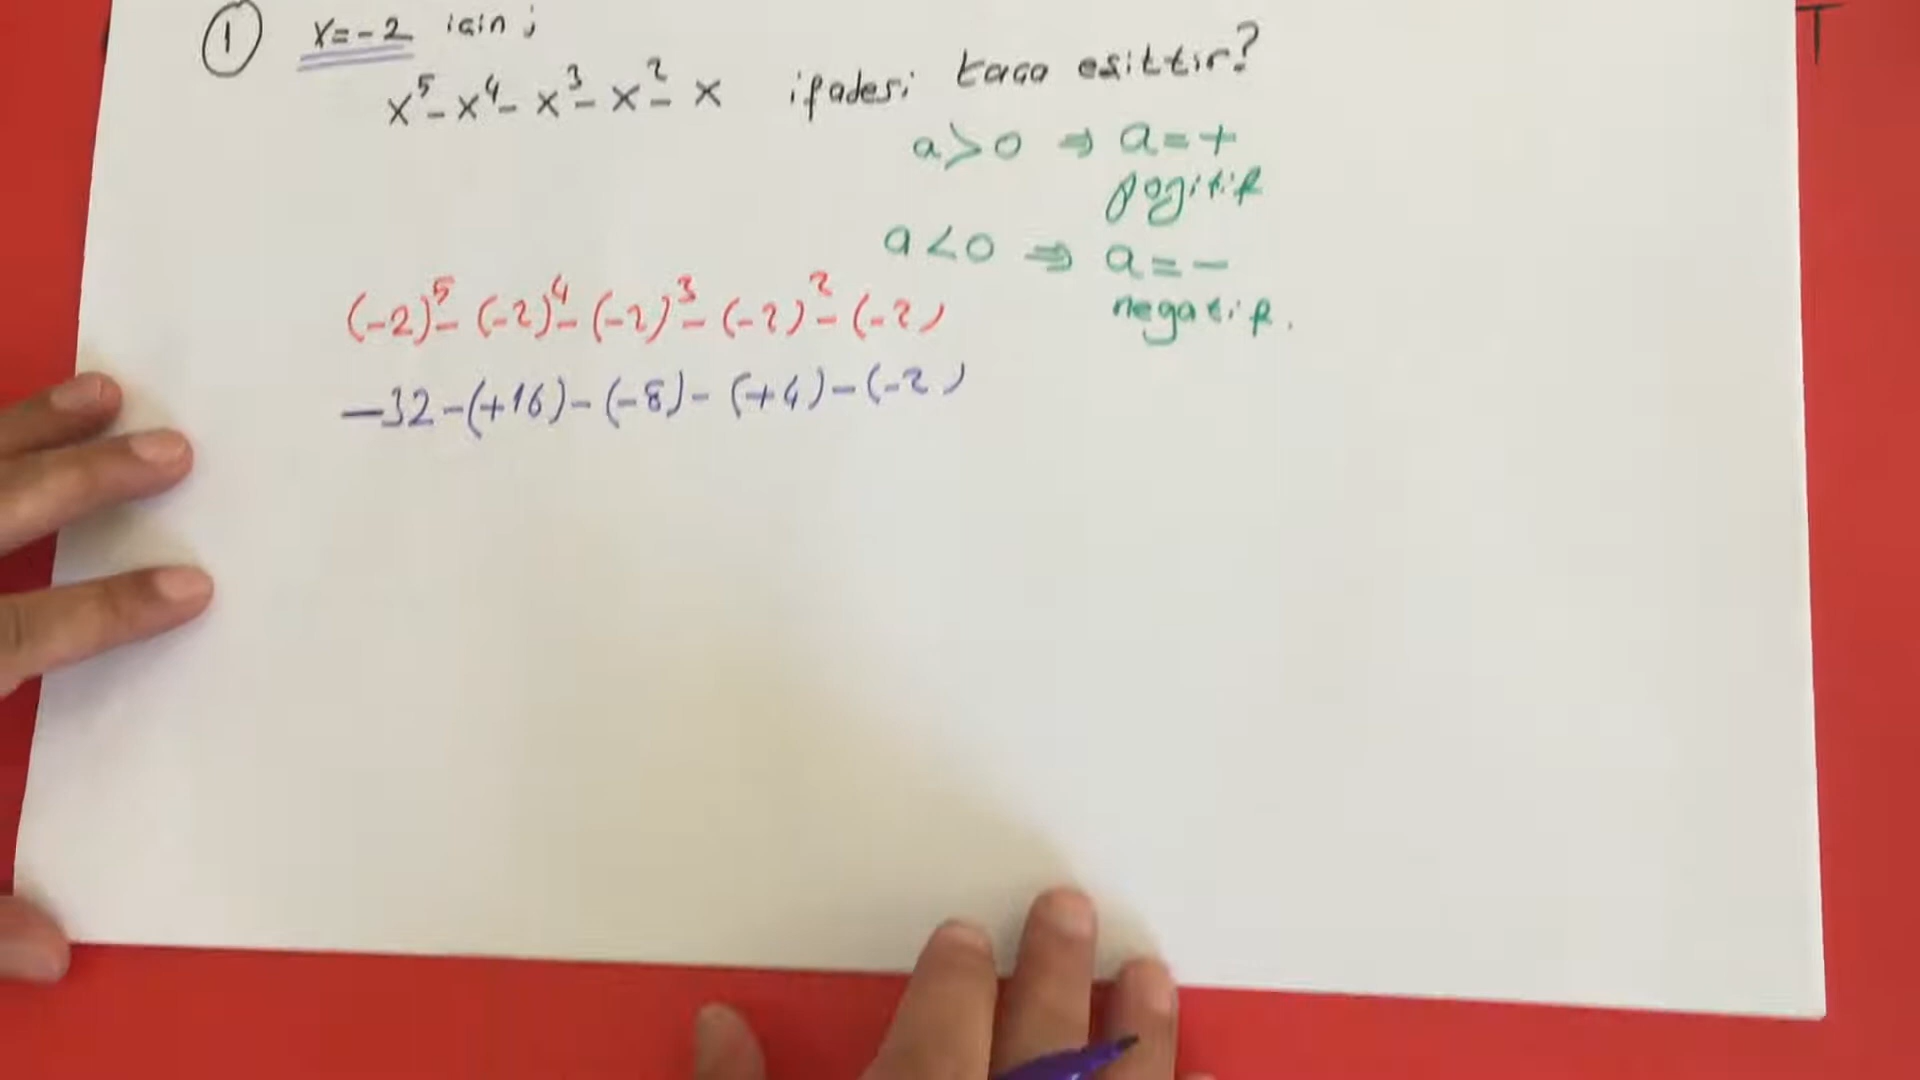 ① x=-2 için ;
x⁵-x⁴-x³-x²-x ifadesi kaça eşittir?
a>0 ⇒ a=+
pozitif
a<0 ⇒ a=-
negatif.
(-2)⁵-(-2)⁴-(-2)³-(-2)²-(-2)
-32-(+16)-(-8)-(+4)-(-2)
T